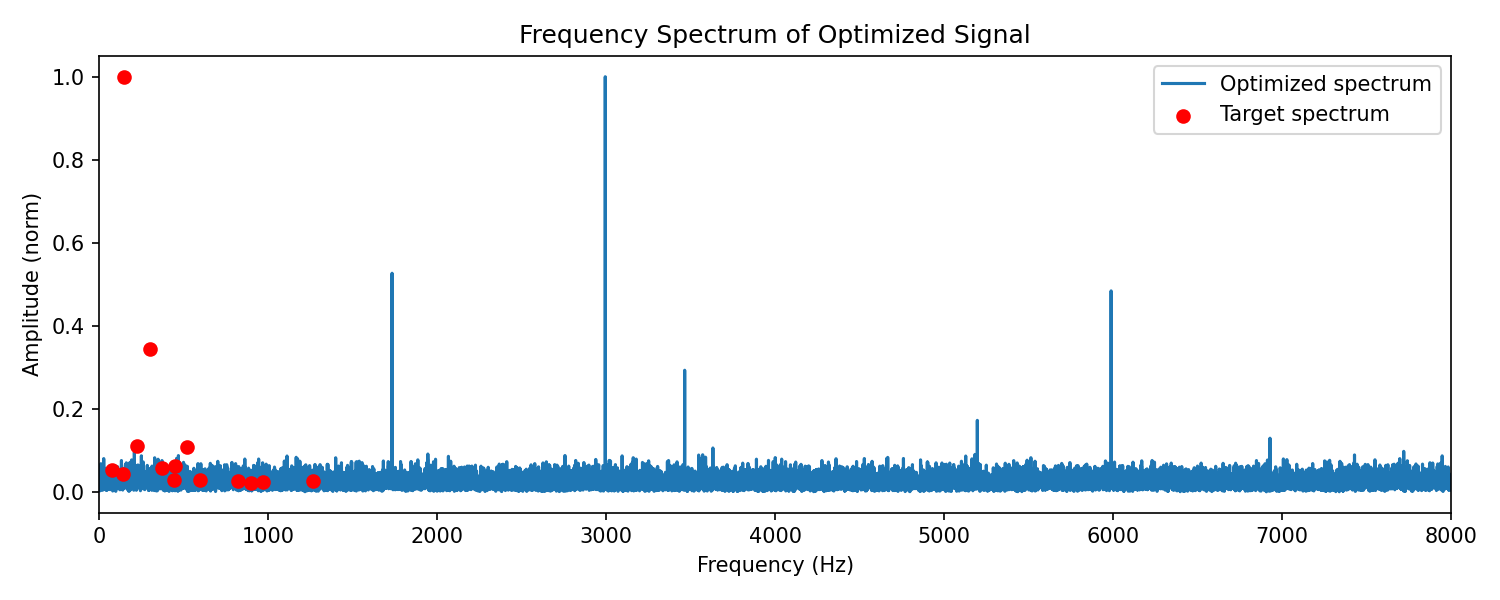 Frequency Spectrum of Optimized Signal
Optimized spectrum
Target spectrum
Amplitude (norm)
1.0
0.8
0.6
0.4
0.2
0.0
0 1000 2000 3000 4000 5000 6000 7000 8000
Frequency (Hz)